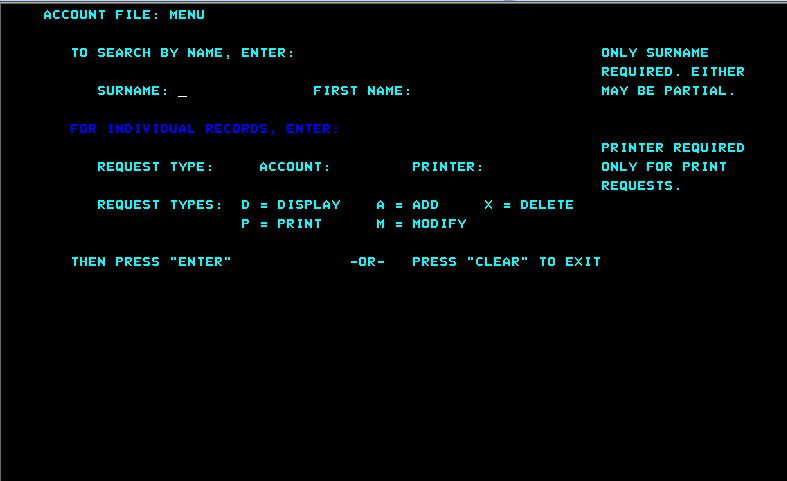 ACCOUNT FILE: MENU
TO SEARCH BY NAME, ENTER: ONLY SURNAME
REQUIRED. EITHER
SURNAME: _ FIRST NAME: MAY BE PARTIAL.
FOR INDIVIDUAL RECORDS, ENTER:
PRINTER REQUIRED
REQUEST TYPE: ACCOUNT: PRINTER: ONLY FOR PRINT
REQUESTS.
REQUEST TYPES: D = DISPLAY A = ADD X = DELETE
P = PRINT M = MODIFY
THEN PRESS "ENTER" -OR- PRESS "CLEAR" TO EXIT